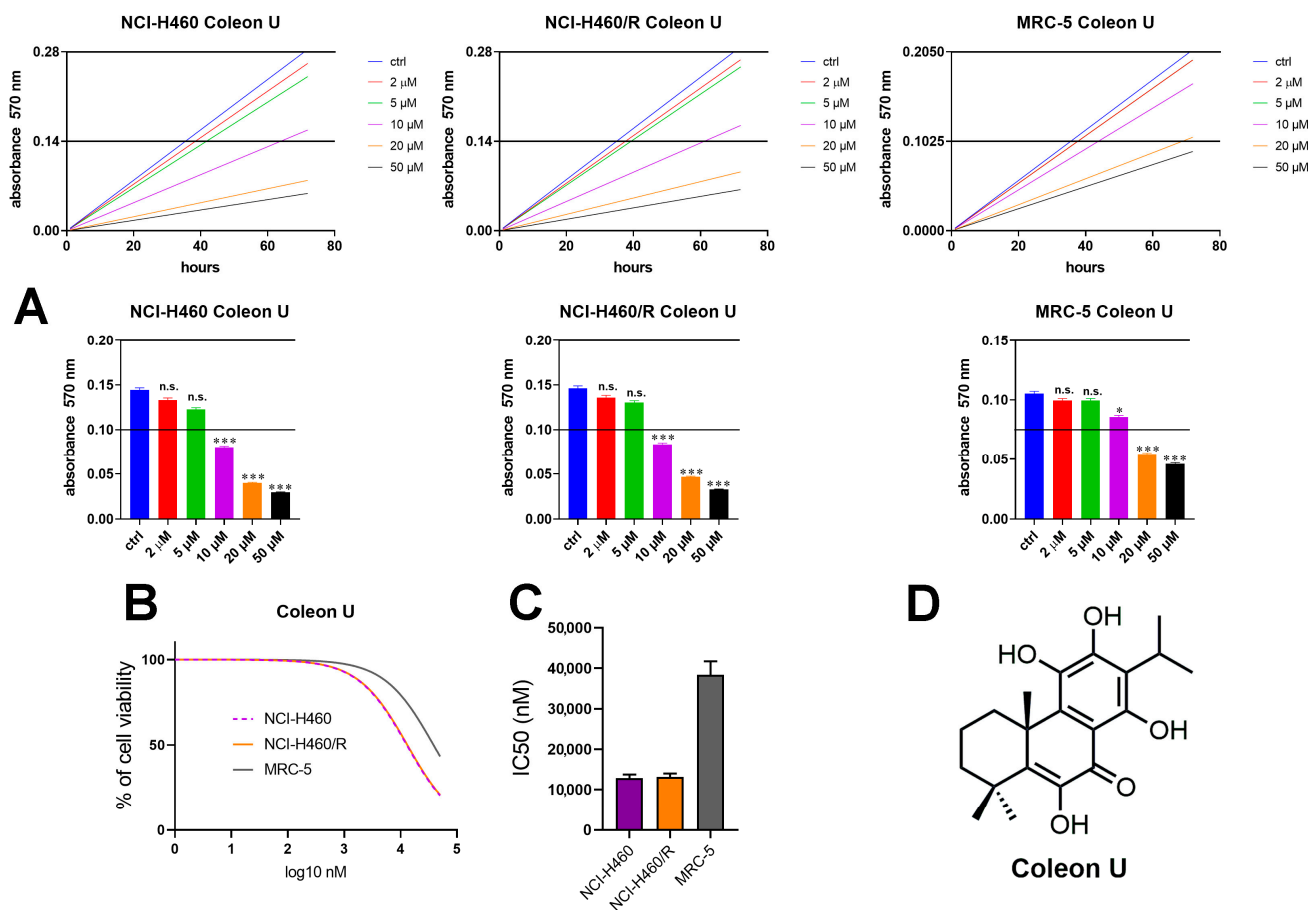 NCI-H460 Coleon U
absorbance 570 nm
0.28
0.14
0.00
0
20
40
60
80
hours
ctrl
2 μM
5 μM
10 μM
20 μM
50 μM
NCI-H460/R Coleon U
absorbance 570 nm
0.28
0.14
0.00
0
20
40
60
80
hours
ctrl
2 μM
5 μM
10 μM
20 μM
50 μM
MRC-5 Coleon U
absorbance 570 nm
0.2050
0.1025
0.0000
0
20
40
60
80
hours
ctrl
2 μM
5 μM
10 μM
20 μM
50 μM
A
NCI-H460 Coleon U
absorbance 570 nm
0.20
0.15
0.10
0.05
0.00
n.s.
n.s.
***
***
***
ctrl
2 μM
5 μM
10 μM
20 μM
50 μM
NCI-H460/R Coleon U
absorbance 570 nm
0.20
0.15
0.10
0.05
0.00
n.s.
n.s.
***
***
***
ctrl
2 μM
5 μM
10 μM
20 μM
50 μM
MRC-5 Coleon U
absorbance 570 nm
0.15
0.10
0.05
0.00
n.s.
n.s.
*
***
***
ctrl
2 μM
5 μM
10 μM
20 μM
50 μM
B
Coleon U
% of cell viability
100
50
0
NCI-H460
NCI-H460/R
MRC-5
0
1
2
3
4
5
log10 nM
C
IC50 (nM)
50,000
40,000
30,000
20,000
10,000
0
NCI-H460
NCI-H460/R
MRC-5
D
OH
HO
OH
O
OH
Coleon U